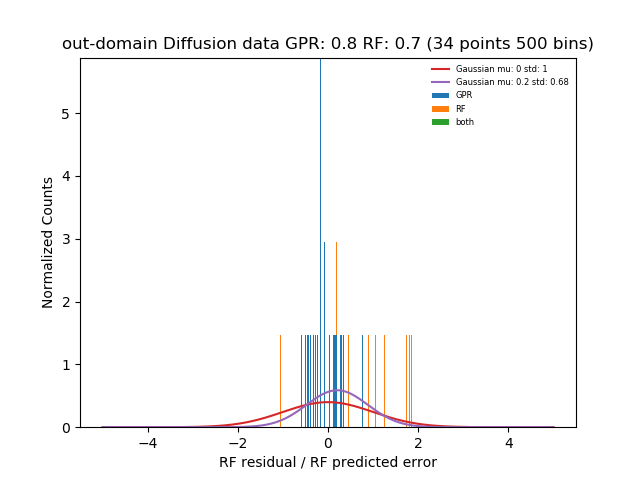 out-domain Diffusion data GPR: 0.8 RF: 0.7 (34 points 500 bins)
Gaussian mu: 0 std: 1
Gaussian mu: 0.2 std: 0.68
GPR
RF
both
Normalized Counts
5
4
3
2
1
0
−4
−2
0
2
4
RF residual / RF predicted error